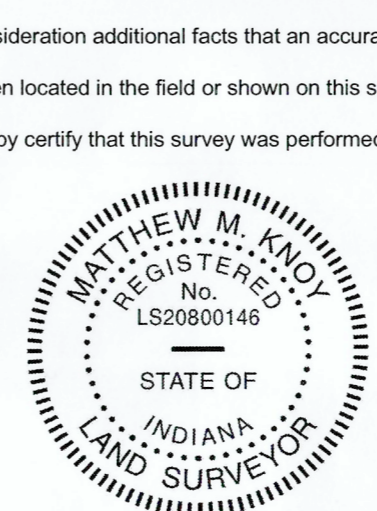 sideration additional facts that an accura
en located in the field or shown on this s
by certify that this survey was performed
MATTHEW M. KNOY
REGISTERED
No.
LS20800146
STATE OF
INDIANA
LAND SURVEYOR